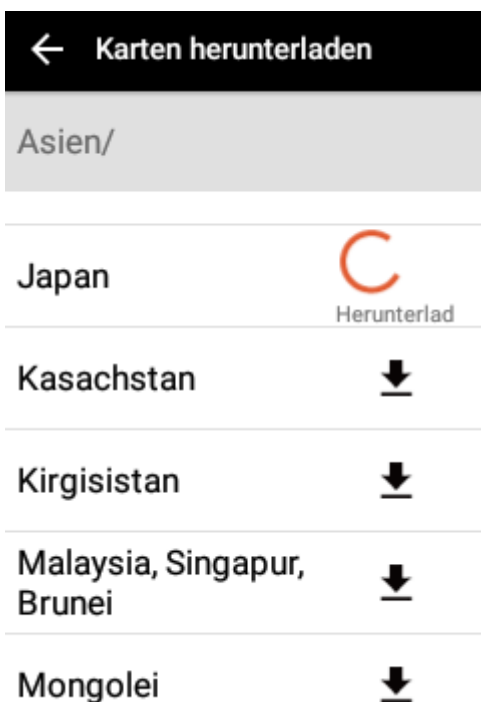 Karten herunterladen
Asien/
Japan
Herunterlad
Kasachstan
Kirgisistan
Malaysia, Singapur,
Brunei
Mongolei